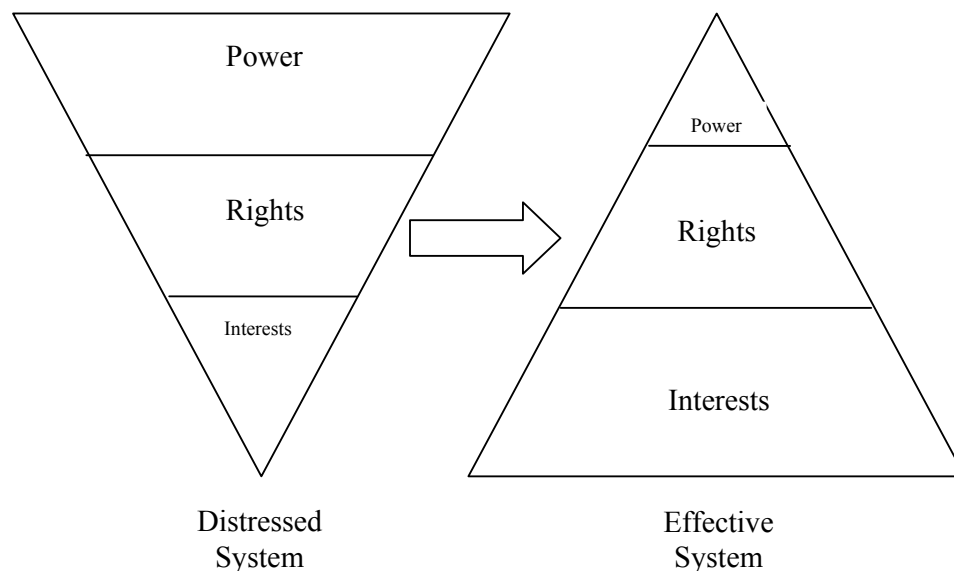 Power
Rights
Interests
Distressed
System
Power
Rights
Interests
Effective
System